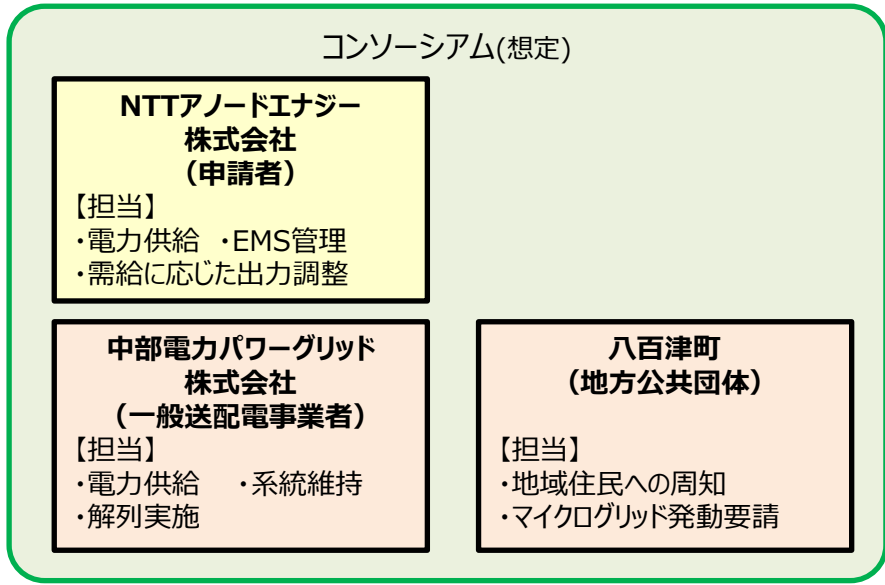 コンソーシアム(想定)
NTTアノードエナジー
株式会社
（申請者）
【担当】
・電力供給　・EMS管理
・需給に応じた出力調整
中部電力パワーグリッド
株式会社
（一般送配電事業者）
【担当】
・電力供給　　・系統維持
・解列実施
八百津町
（地方公共団体）
【担当】
・地域住民への周知
・マイクログリッド発動要請